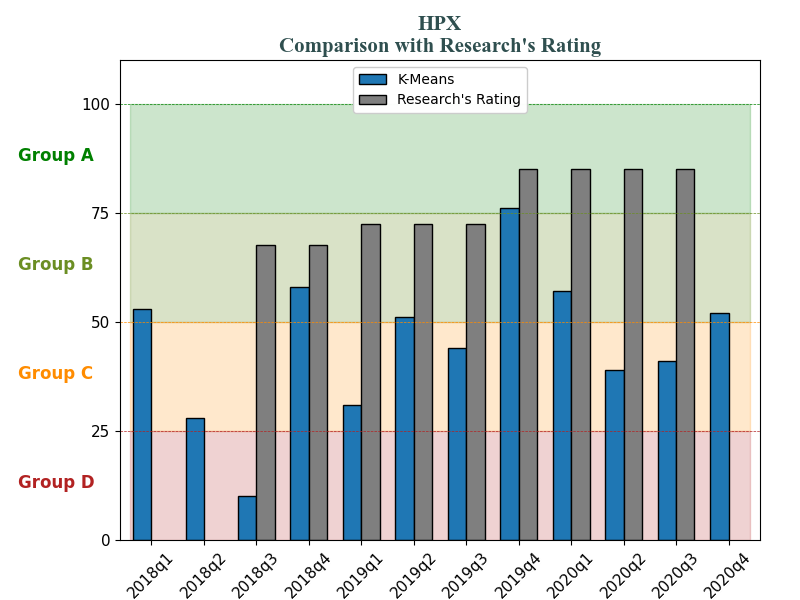 HPX
Comparison with Research's Rating
K-Means
Research's Rating
100
Group A
75
Group B
50
Group C
25
Group D
0
2018q1
2018q2
2018q3
2018q4
2019q1
2019q2
2019q3
2019q4
2020q1
2020q2
2020q3
2020q4